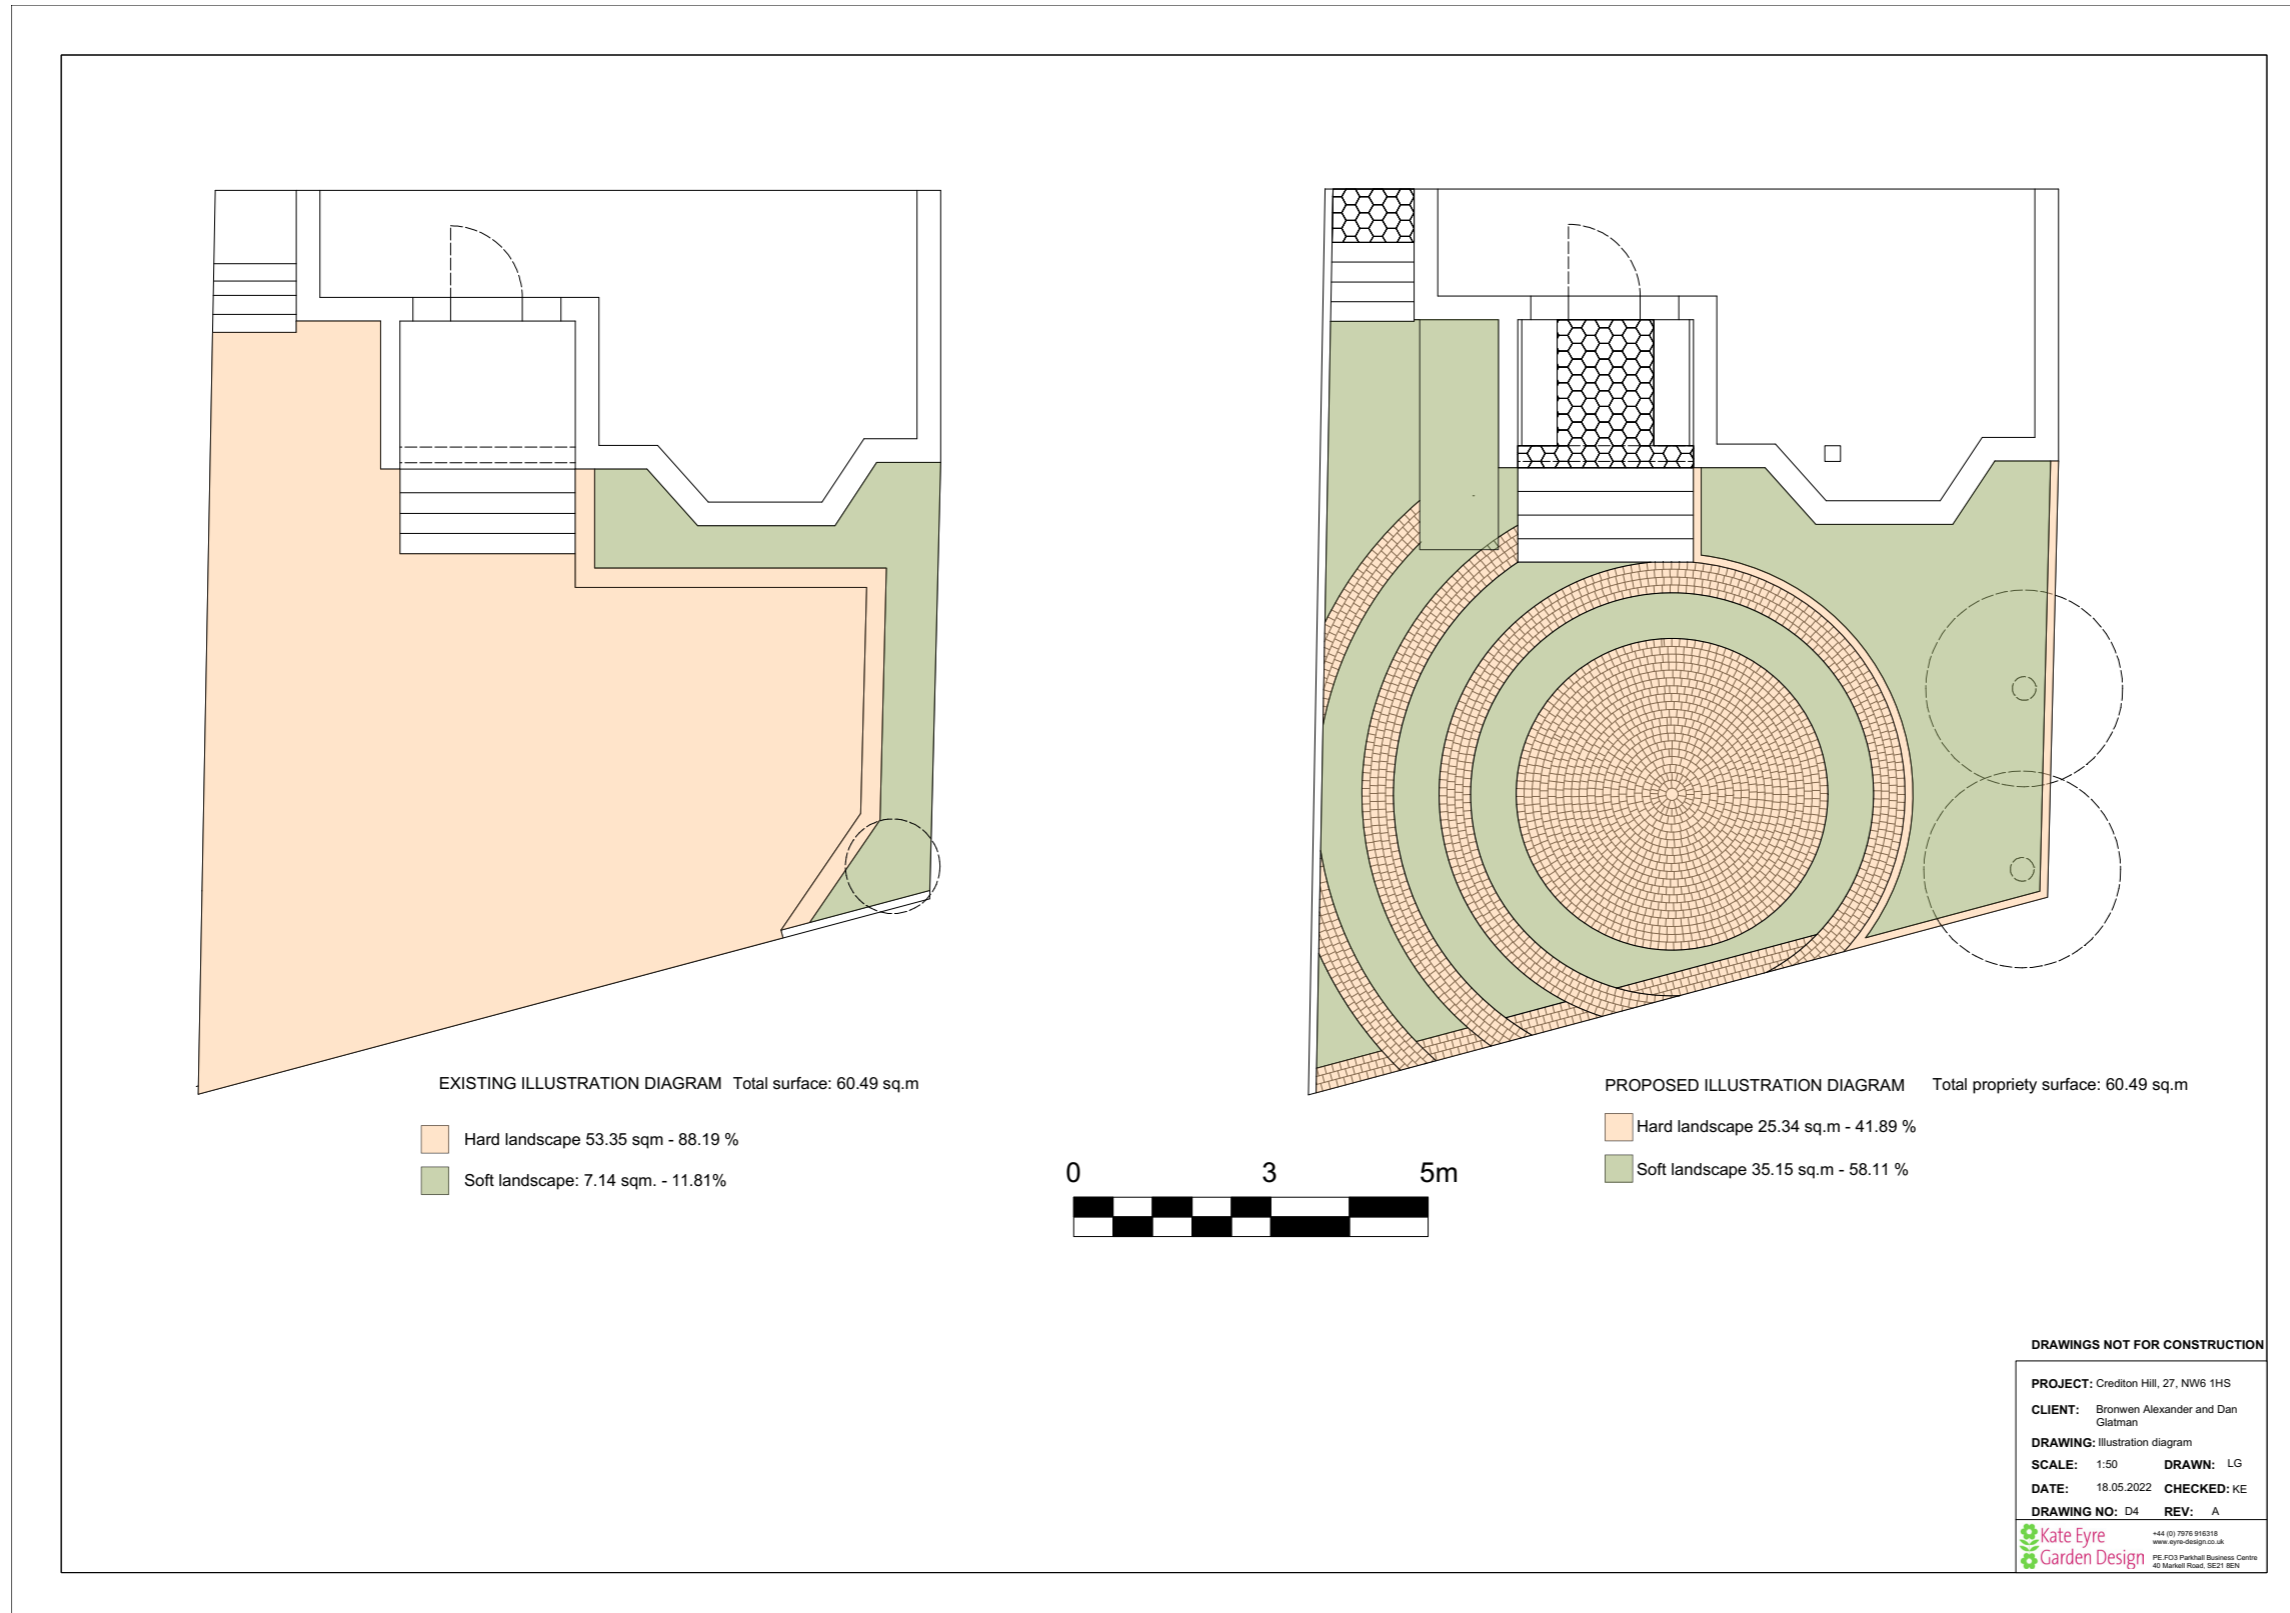 EXISTING ILLUSTRATION DIAGRAM Total surface: 60.49 sq.m
Hard landscape 53.35 sqm - 88.19 %
Soft landscape: 7.14 sqm. - 11.81%
0 3 5m
PROPOSED ILLUSTRATION DIAGRAM Total propriety surface: 60.49 sq.m
Hard landscape 25.34 sq.m - 41.89 %
Soft landscape 35.15 sq.m - 58.11 %
DRAWINGS NOT FOR CONSTRUCTION
PROJECT: Crediton Hill, 27, NW6 1HS
CLIENT: Bronwen Alexander and Dan
Glatman
DRAWING: Illustration diagram
SCALE: 1:50 DRAWN: LG
DATE: 18.05.2022 CHECKED: KE
DRAWING NO: D4 REV: A
Kate Eyre
Garden Design
+44 (0) 7976 916318
www.eyre-design.co.uk
PE.FO3 Parkhall Business Centre
40 Markell Road, SE21 8EN